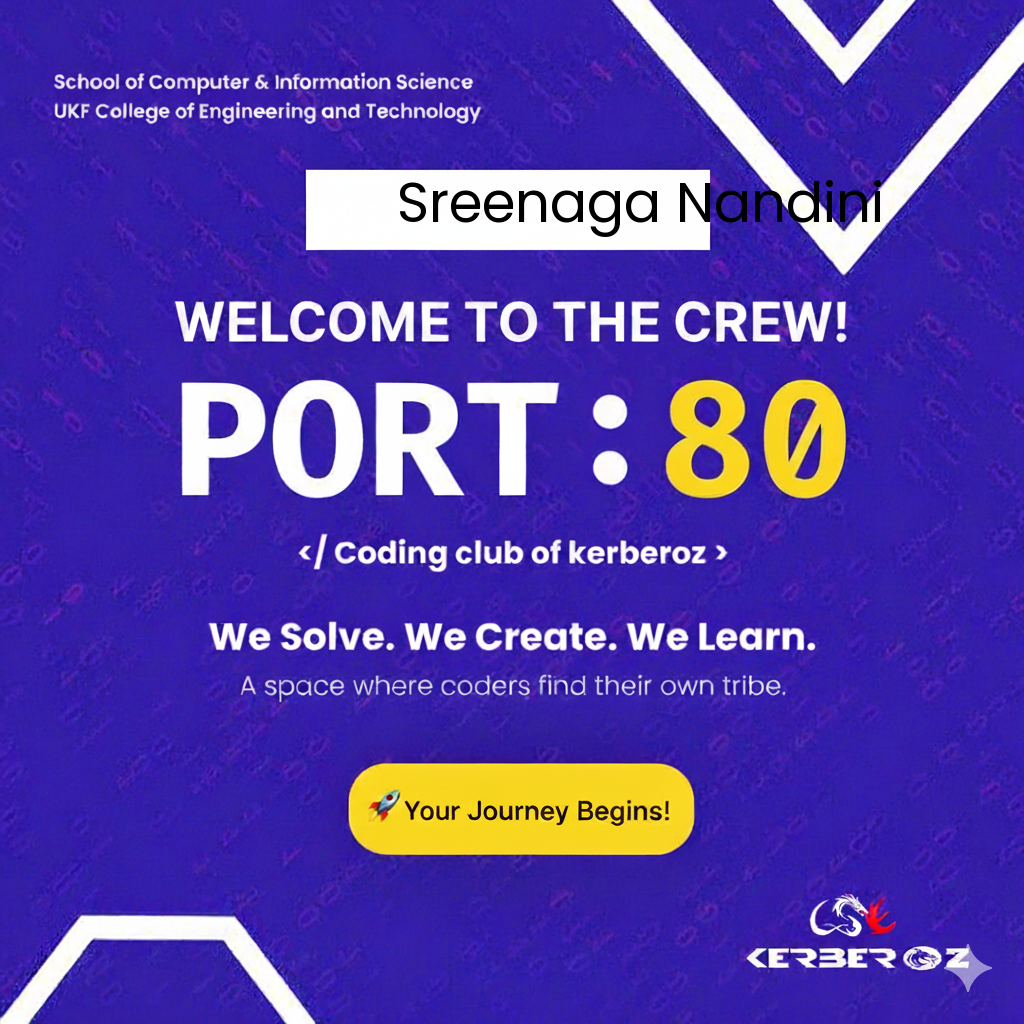 School of Computer & Information Science
UKF College of Engineering and Technology
Sreenaga Nandini
WELCOME TO THE CREW!
PORT:80
</ Coding club of kerberoz >
We Solve. We Create. We Learn.
A space where coders find their own tribe.
🚀 Your Journey Begins!
KERBEROZ